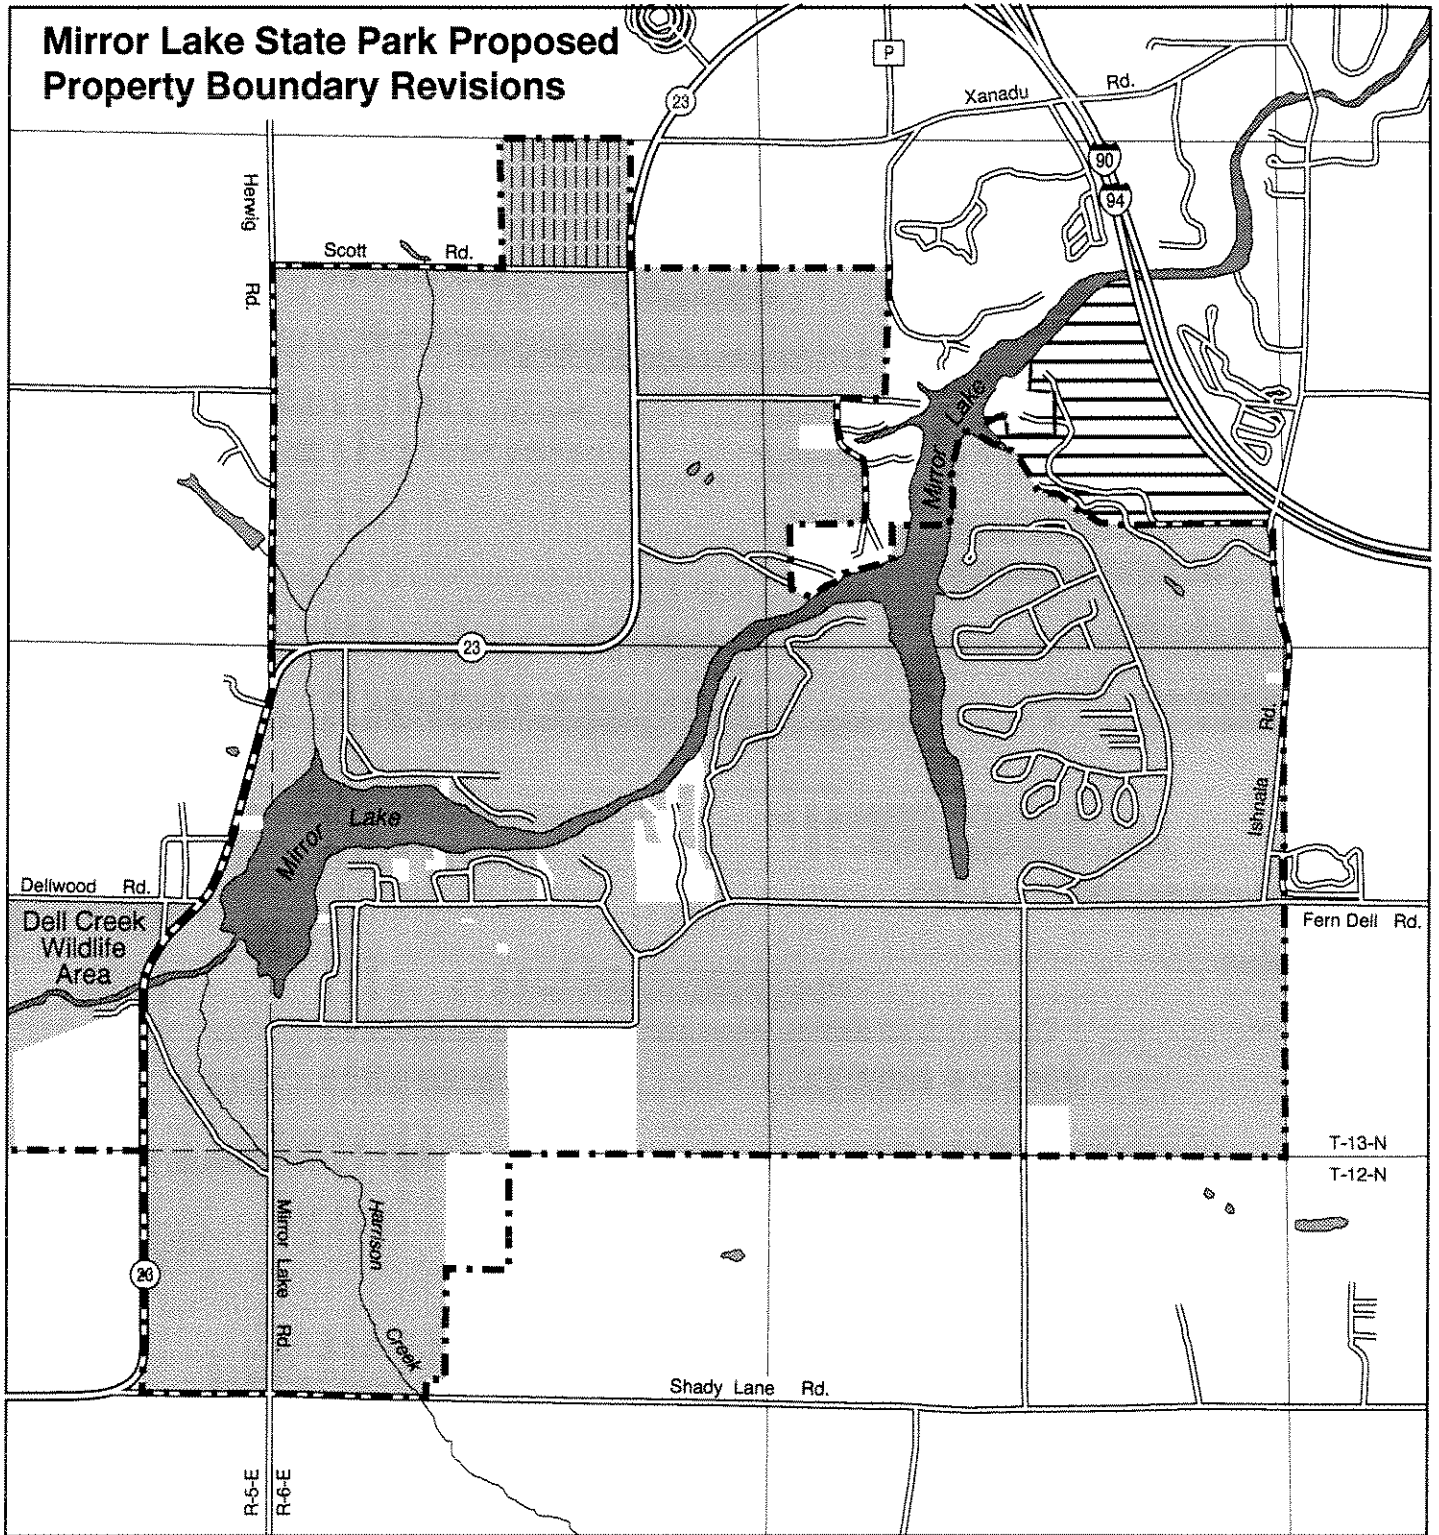 Mirror Lake State Park Proposed
Property Boundary Revisions
P
23
Xanadu Rd.
90
94
Herwig Rd.
Scott Rd.
Mirror Lake
23
Ishnala Rd.
Mirror Lake
Dellwood Rd.
Dell Creek
Wildlife
Area
Fern Dell Rd.
T-13-N
T-12-N
Harrison Creek
Mirror Lake Rd.
23
Shady Lane Rd.
R-5-E
R-6-E